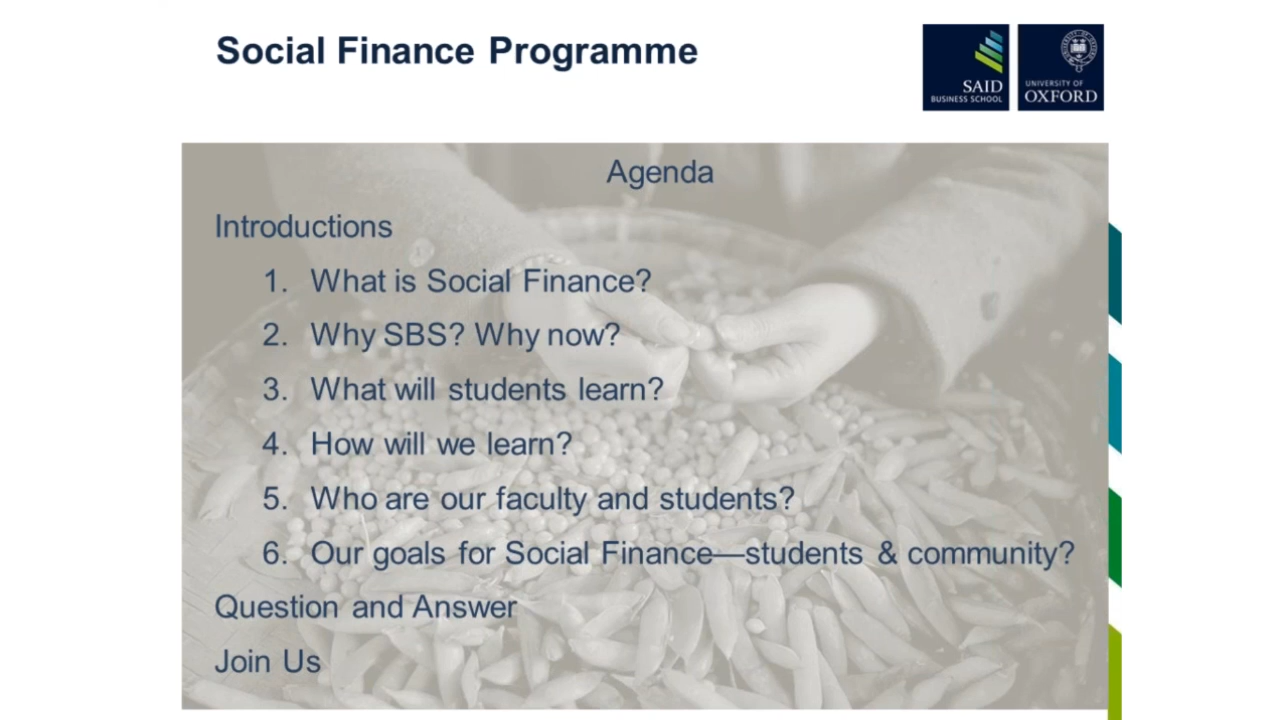 Social Finance Programme
SAID
BUSINESS SCHOOL
UNIVERSITY OF
OXFORD
Agenda
Introductions
1. What is Social Finance?
2. Why SBS? Why now?
3. What will students learn?
4. How will we learn?
5. Who are our faculty and students?
6. Our goals for Social Finance—students & community?
Question and Answer
Join Us